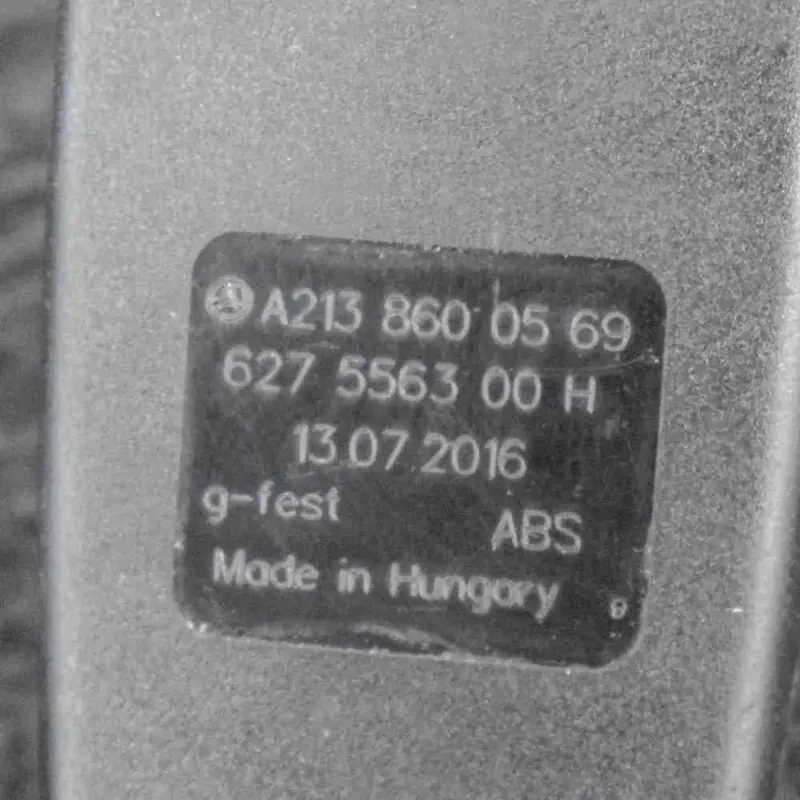 A213 860 05 69
627 5563 00 H
13.07.2016
g-fest ABS
Made in Hungary